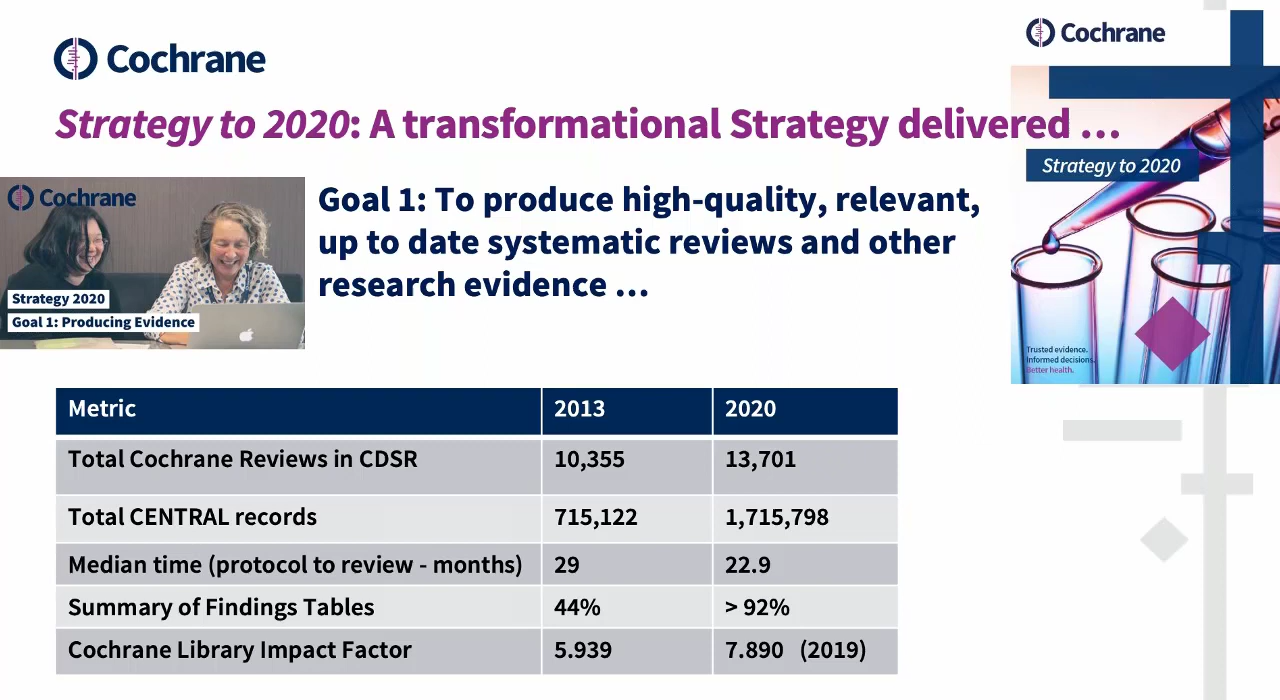 Cochrane
Cochrane
Strategy to 2020: A transformational Strategy delivered ...
Strategy to 2020
Cochrane
Strategy 2020
Goal 1: Producing Evidence
Goal 1: To produce high-quality, relevant,
up to date systematic reviews and other
research evidence ...
Trusted evidence.
Informed decisions.
Better health.
Metric 2013 2020
Total Cochrane Reviews in CDSR 10,355 13,701
Total CENTRAL records 715,122 1,715,798
Median time (protocol to review - months) 29 22.9
Summary of Findings Tables 44% > 92%
Cochrane Library Impact Factor 5.939 7.890 (2019)